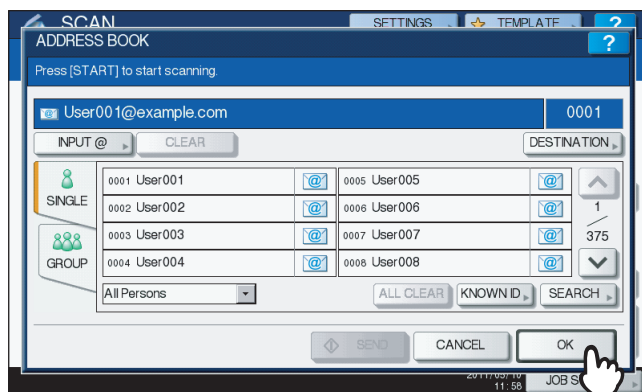 SCAN SETTINGS TEMPLATE ?
ADDRESS BOOK ?
Press [START] to start scanning.
User001@example.com 0001
INPUT @ CLEAR DESTINATION
SINGLE
GROUP
0001 User001 @ 0005 User005 @
0002 User002 @ 0006 User006 @
1
0003 User003 @ 0007 User007 @
375
0004 User004 @ 0008 User008 @
All Persons ALL CLEAR KNOWN ID SEARCH
SEND CANCEL OK
11:58 JOB